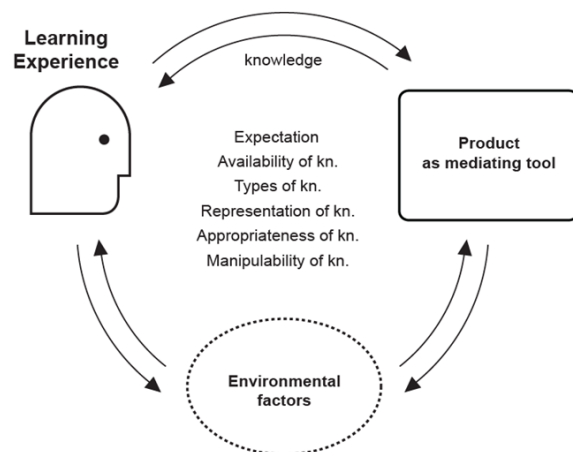 Learning
Experience
knowledge
Expectation
Availability of kn.
Types of kn.
Representation of kn.
Appropriateness of kn.
Manipulability of kn.
Product
as mediating tool
Environmental
factors